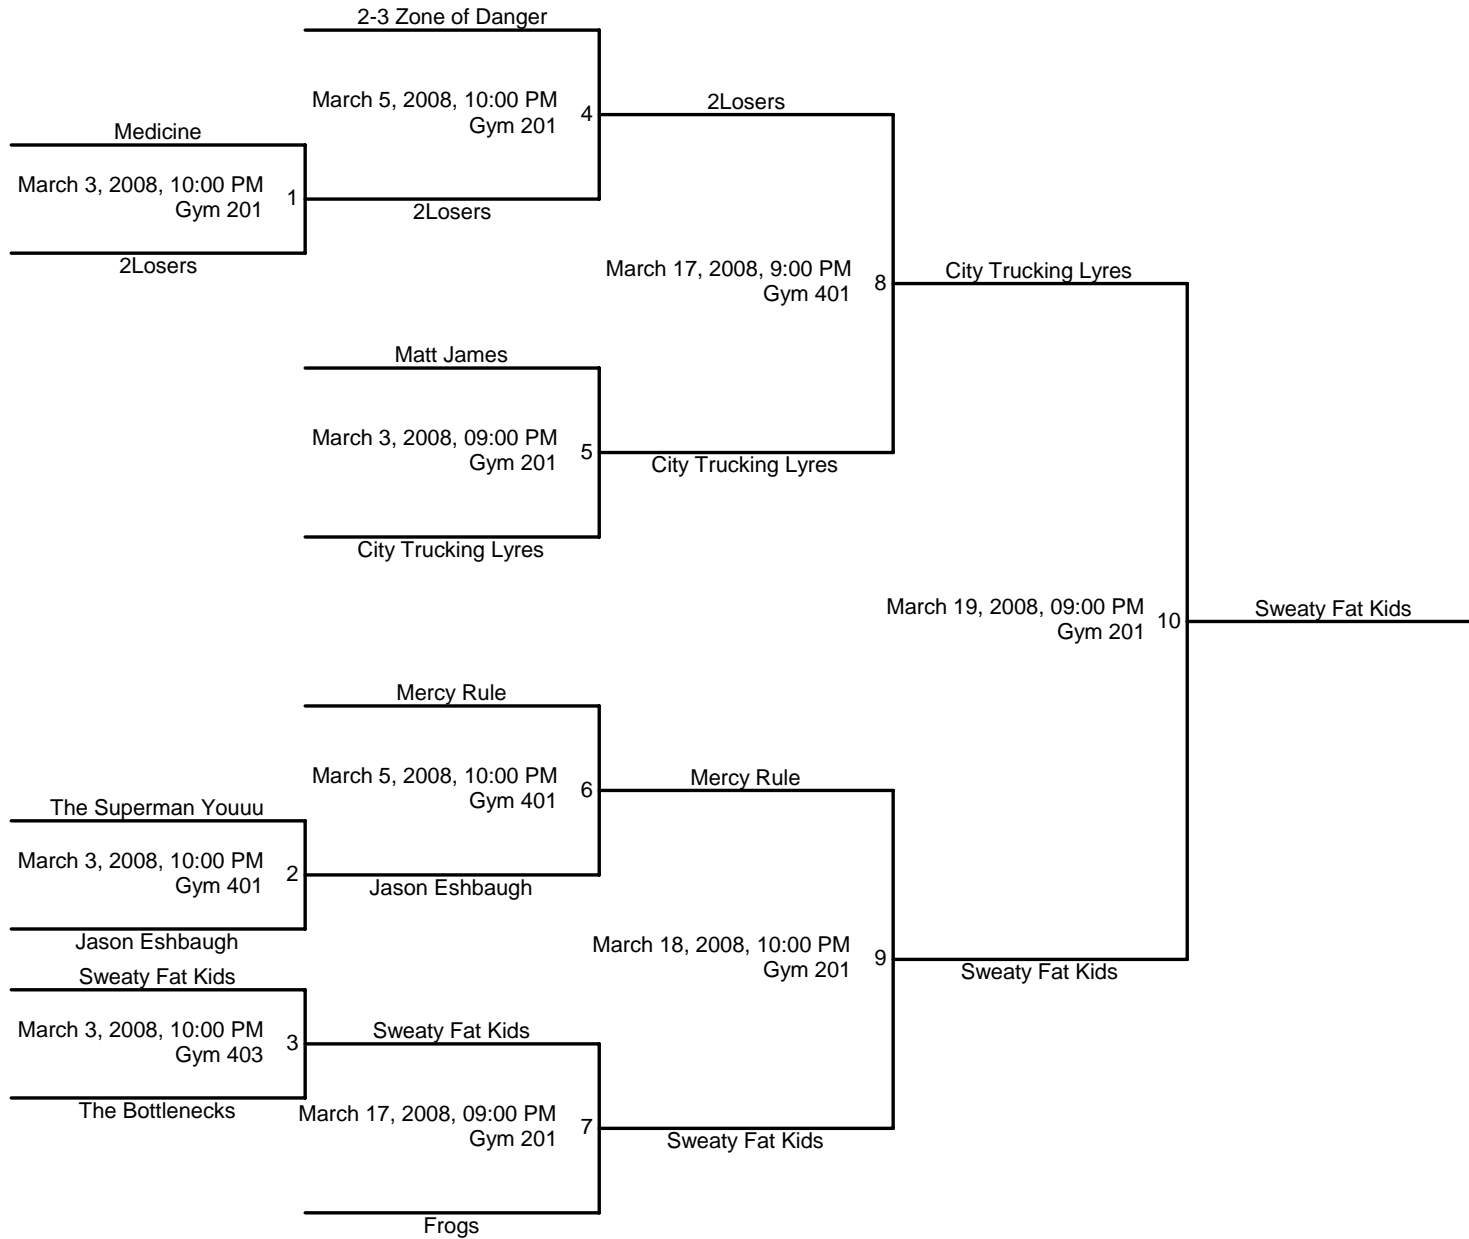 2-3 Zone of Danger
March 5, 2008, 10:00 PM
Gym 201
4
2Losers
Medicine
March 3, 2008, 10:00 PM
Gym 201
1
2Losers
2Losers
March 17, 2008, 9:00 PM
Gym 401
8
City Trucking Lyres
Matt James
March 3, 2008, 09:00 PM
Gym 201
5
City Trucking Lyres
City Trucking Lyres
March 19, 2008, 09:00 PM
Gym 201
10
Sweaty Fat Kids
Mercy Rule
March 5, 2008, 10:00 PM
Gym 401
6
Mercy Rule
The Superman Youuu
March 3, 2008, 10:00 PM
Gym 401
2
Jason Eshbaugh
Jason Eshbaugh
March 18, 2008, 10:00 PM
Gym 201
9
Sweaty Fat Kids
Sweaty Fat Kids
March 3, 2008, 10:00 PM
Gym 403
3
Sweaty Fat Kids
The Bottlenecks
March 17, 2008, 09:00 PM
Gym 201
7
Sweaty Fat Kids
Frogs